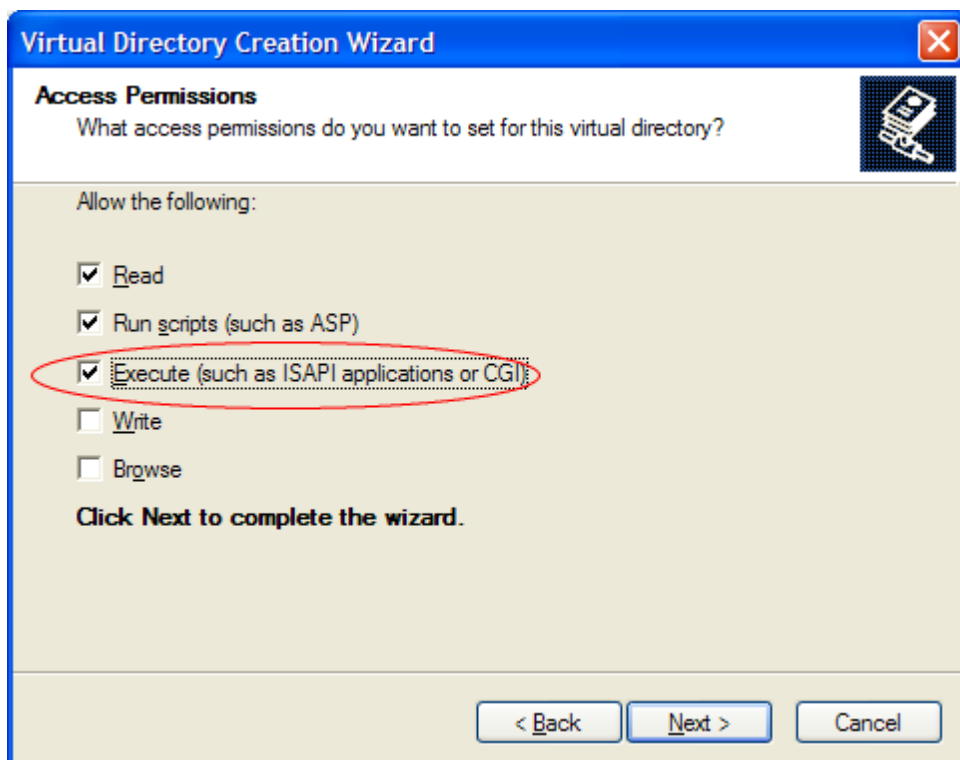 Virtual Directory Creation Wizard
Access Permissions
What access permissions do you want to set for this virtual directory?
Allow the following:
Read
Run scripts (such as ASP)
Execute (such as ISAPI applications or CGI)
Write
Browse
Click Next to complete the wizard.
< Back Next > Cancel